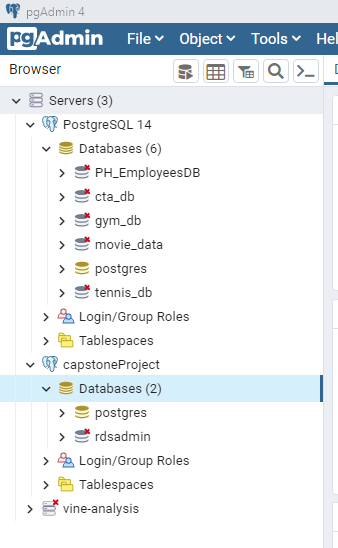 pgAdmin 4
pgAdmin File Object Tools Hel
Browser
Servers (3)
PostgreSQL 14
Databases (6)
PH_EmployeesDB
cta_db
gym_db
movie_data
postgres
tennis_db
Login/Group Roles
Tablespaces
capstoneProject
Databases (2)
postgres
rdsadmin
Login/Group Roles
Tablespaces
vine-analysis